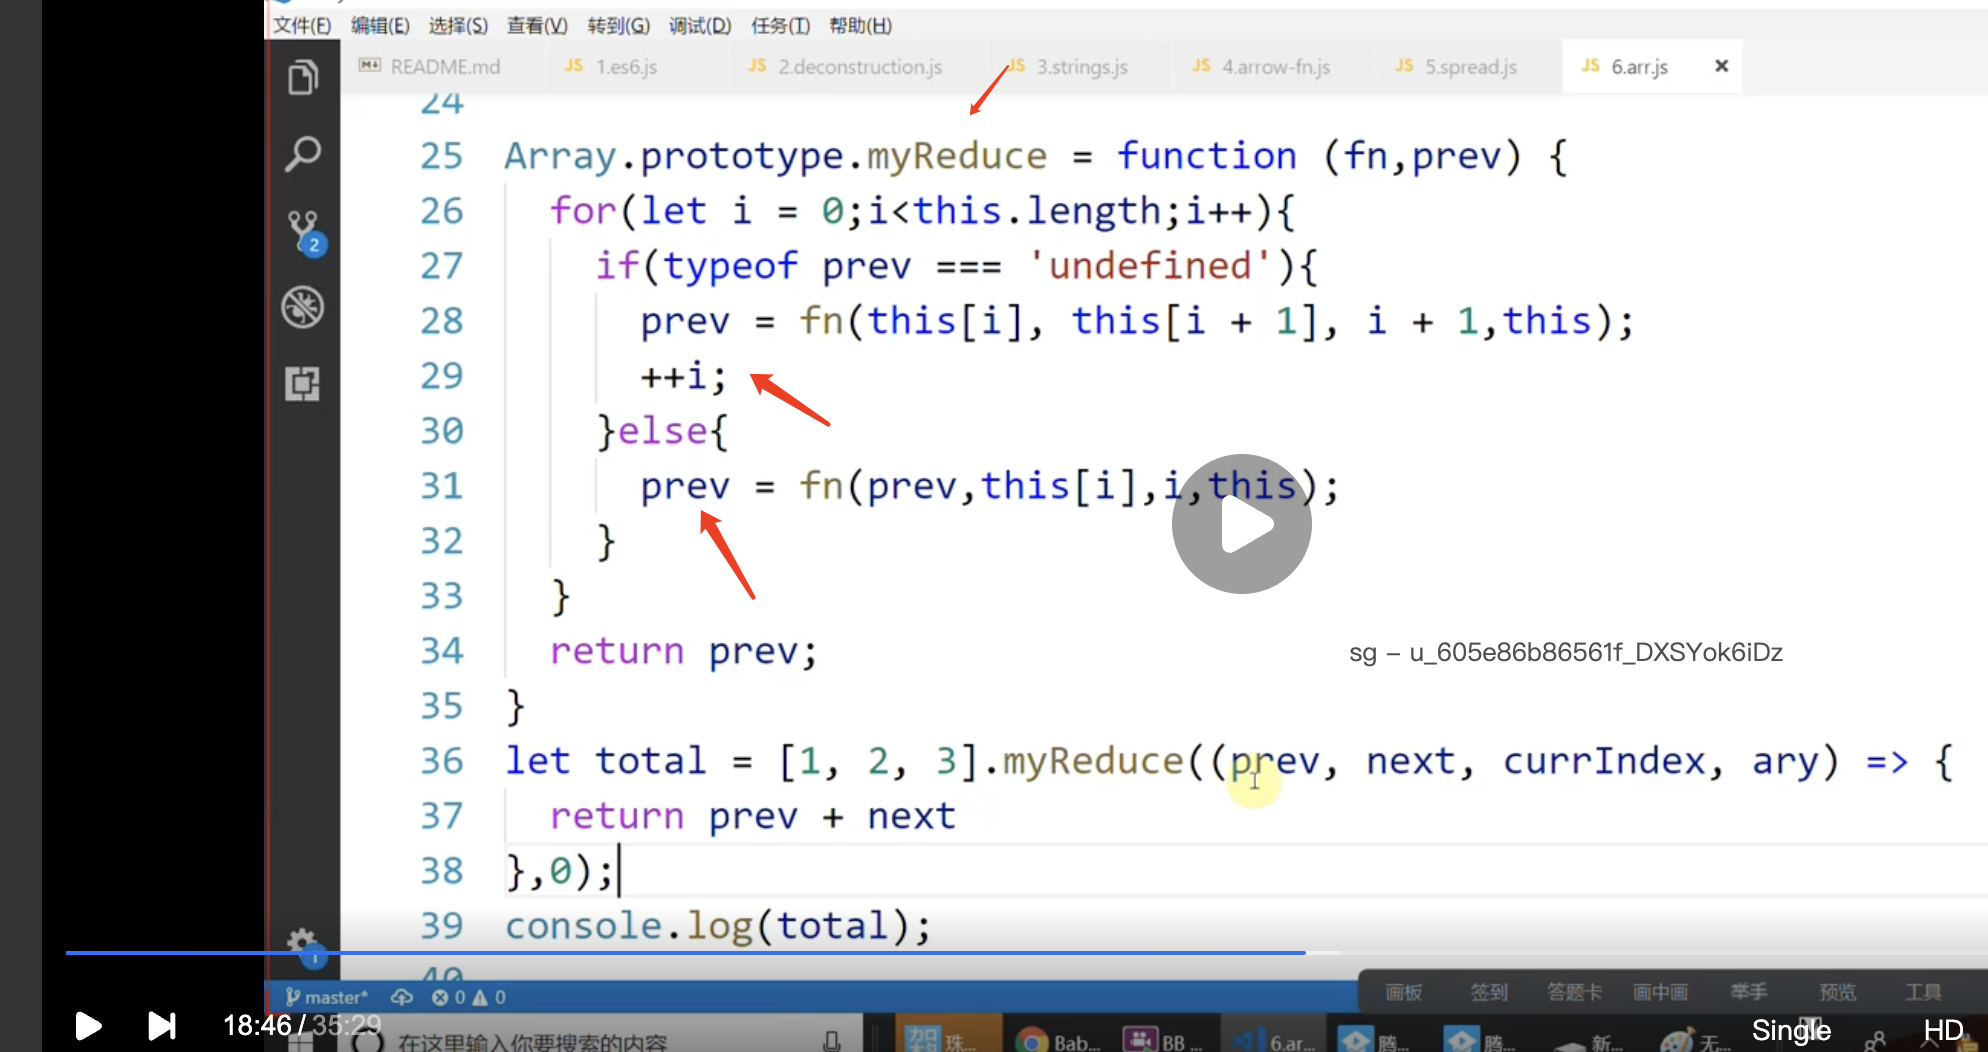 文件(F) 编辑(E) 选择(S) 查看(V) 转到(G) 调试(D) 任务(T) 帮助(H)
README.md JS 1.es6.js JS 2.deconstruction.js JS 3.strings.js JS 4.arrow-fn.js JS 5.spread.js JS 6.arr.js
24
25 Array.prototype.myReduce = function (fn,prev) {
26 for(let i = 0;i<this.length;i++){
27 if(typeof prev === 'undefined'){
28 prev = fn(this[i], this[i + 1], i + 1,this);
29 ++i;
30 }else{
31 prev = fn(prev,this[i],i,this);
32 }
33 }
34 return prev;
sg – u_605e86b86561f_DXSYok6iDz
35 }
36 let total = [1, 2, 3].myReduce((prev, next, currIndex, ary) => {
37 return prev + next
38 },0);
39 console.log(total);
40
2
1
master* 0 0
画板 签到 答题卡 画中画 举手 预览 工具
18:46 / 35:29
在这里输入你要搜索的内容
珠... Bab... BB ... 6.ar... 腾... 腾... 新... 无...
Single HD